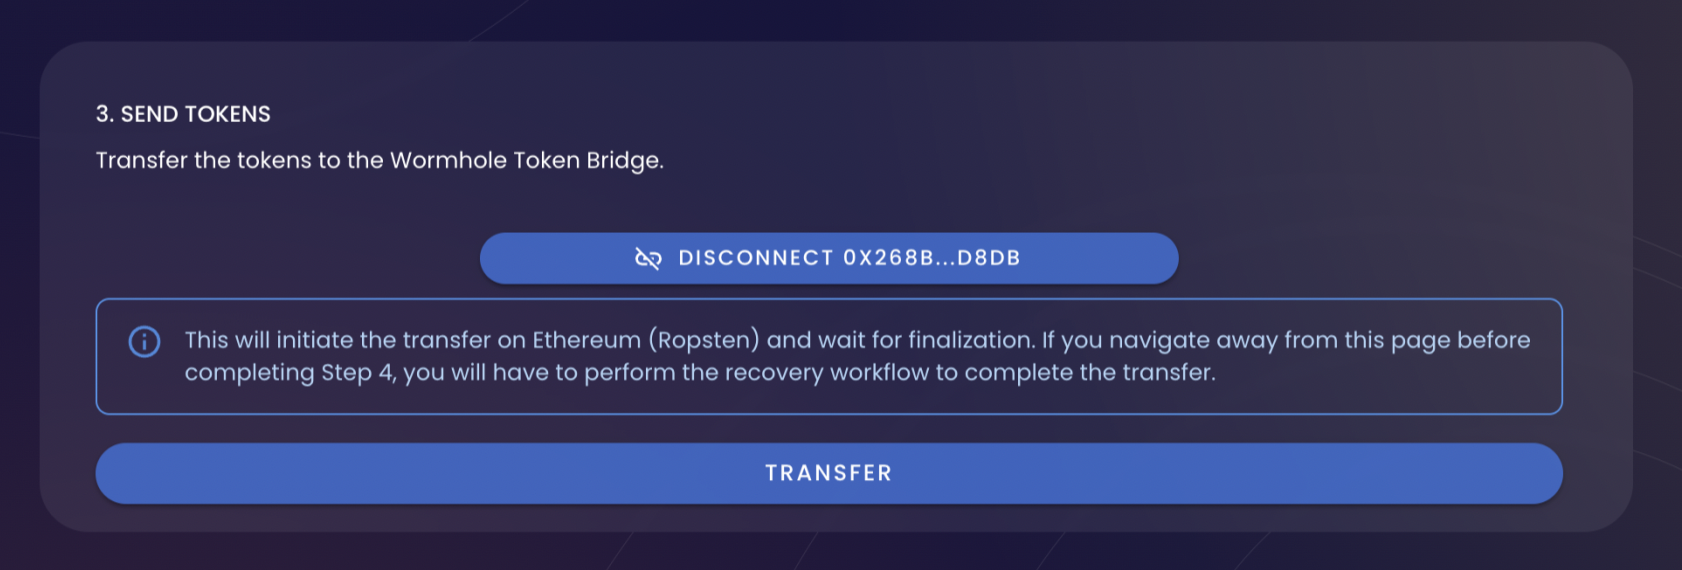 3. SEND TOKENS
Transfer the tokens to the Wormhole Token Bridge.
DISCONNECT 0X268B...D8DB
This will initiate the transfer on Ethereum (Ropsten) and wait for finalization. If you navigate away from this page before
completing Step 4, you will have to perform the recovery workflow to complete the transfer.
TRANSFER